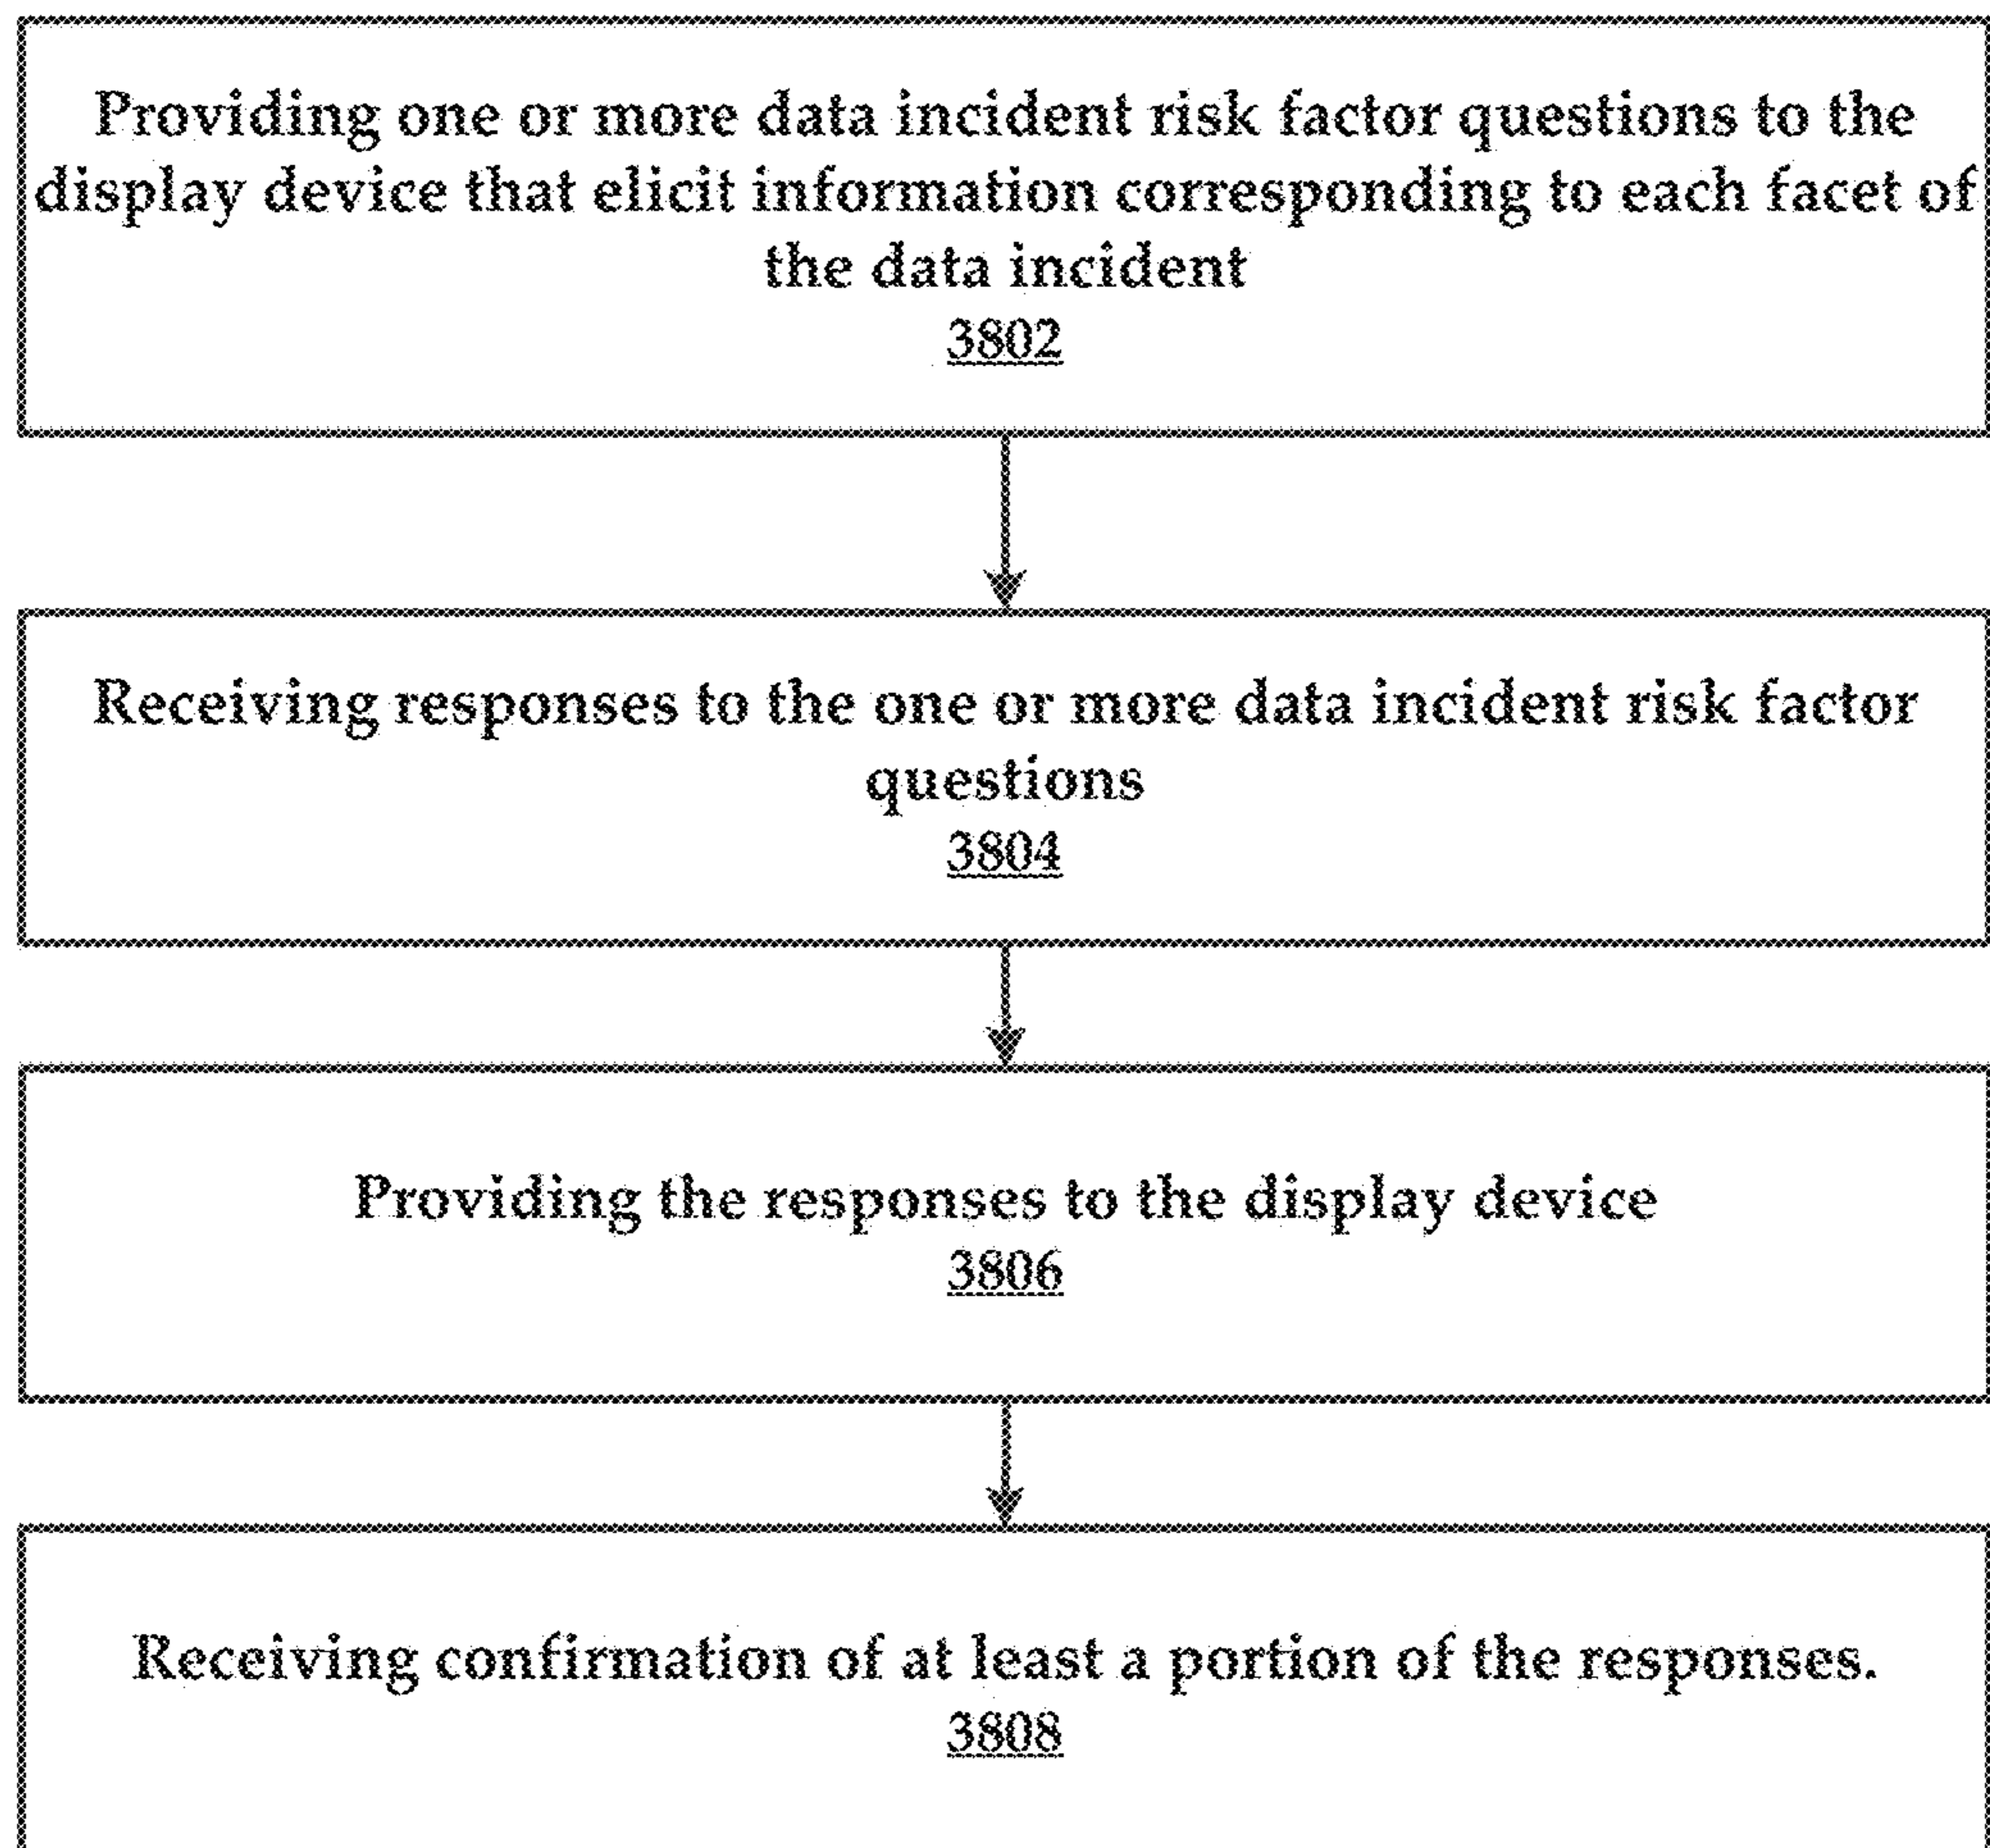 Providing one or more data incident risk factor questions to the
display device that elicit information corresponding to each facet of
the data incident
3802
Receiving responses to the one or more data incident risk factor
questions
3804
Providing the responses to the display device
3806
Receiving confirmation of at least a portion of the responses.
3808